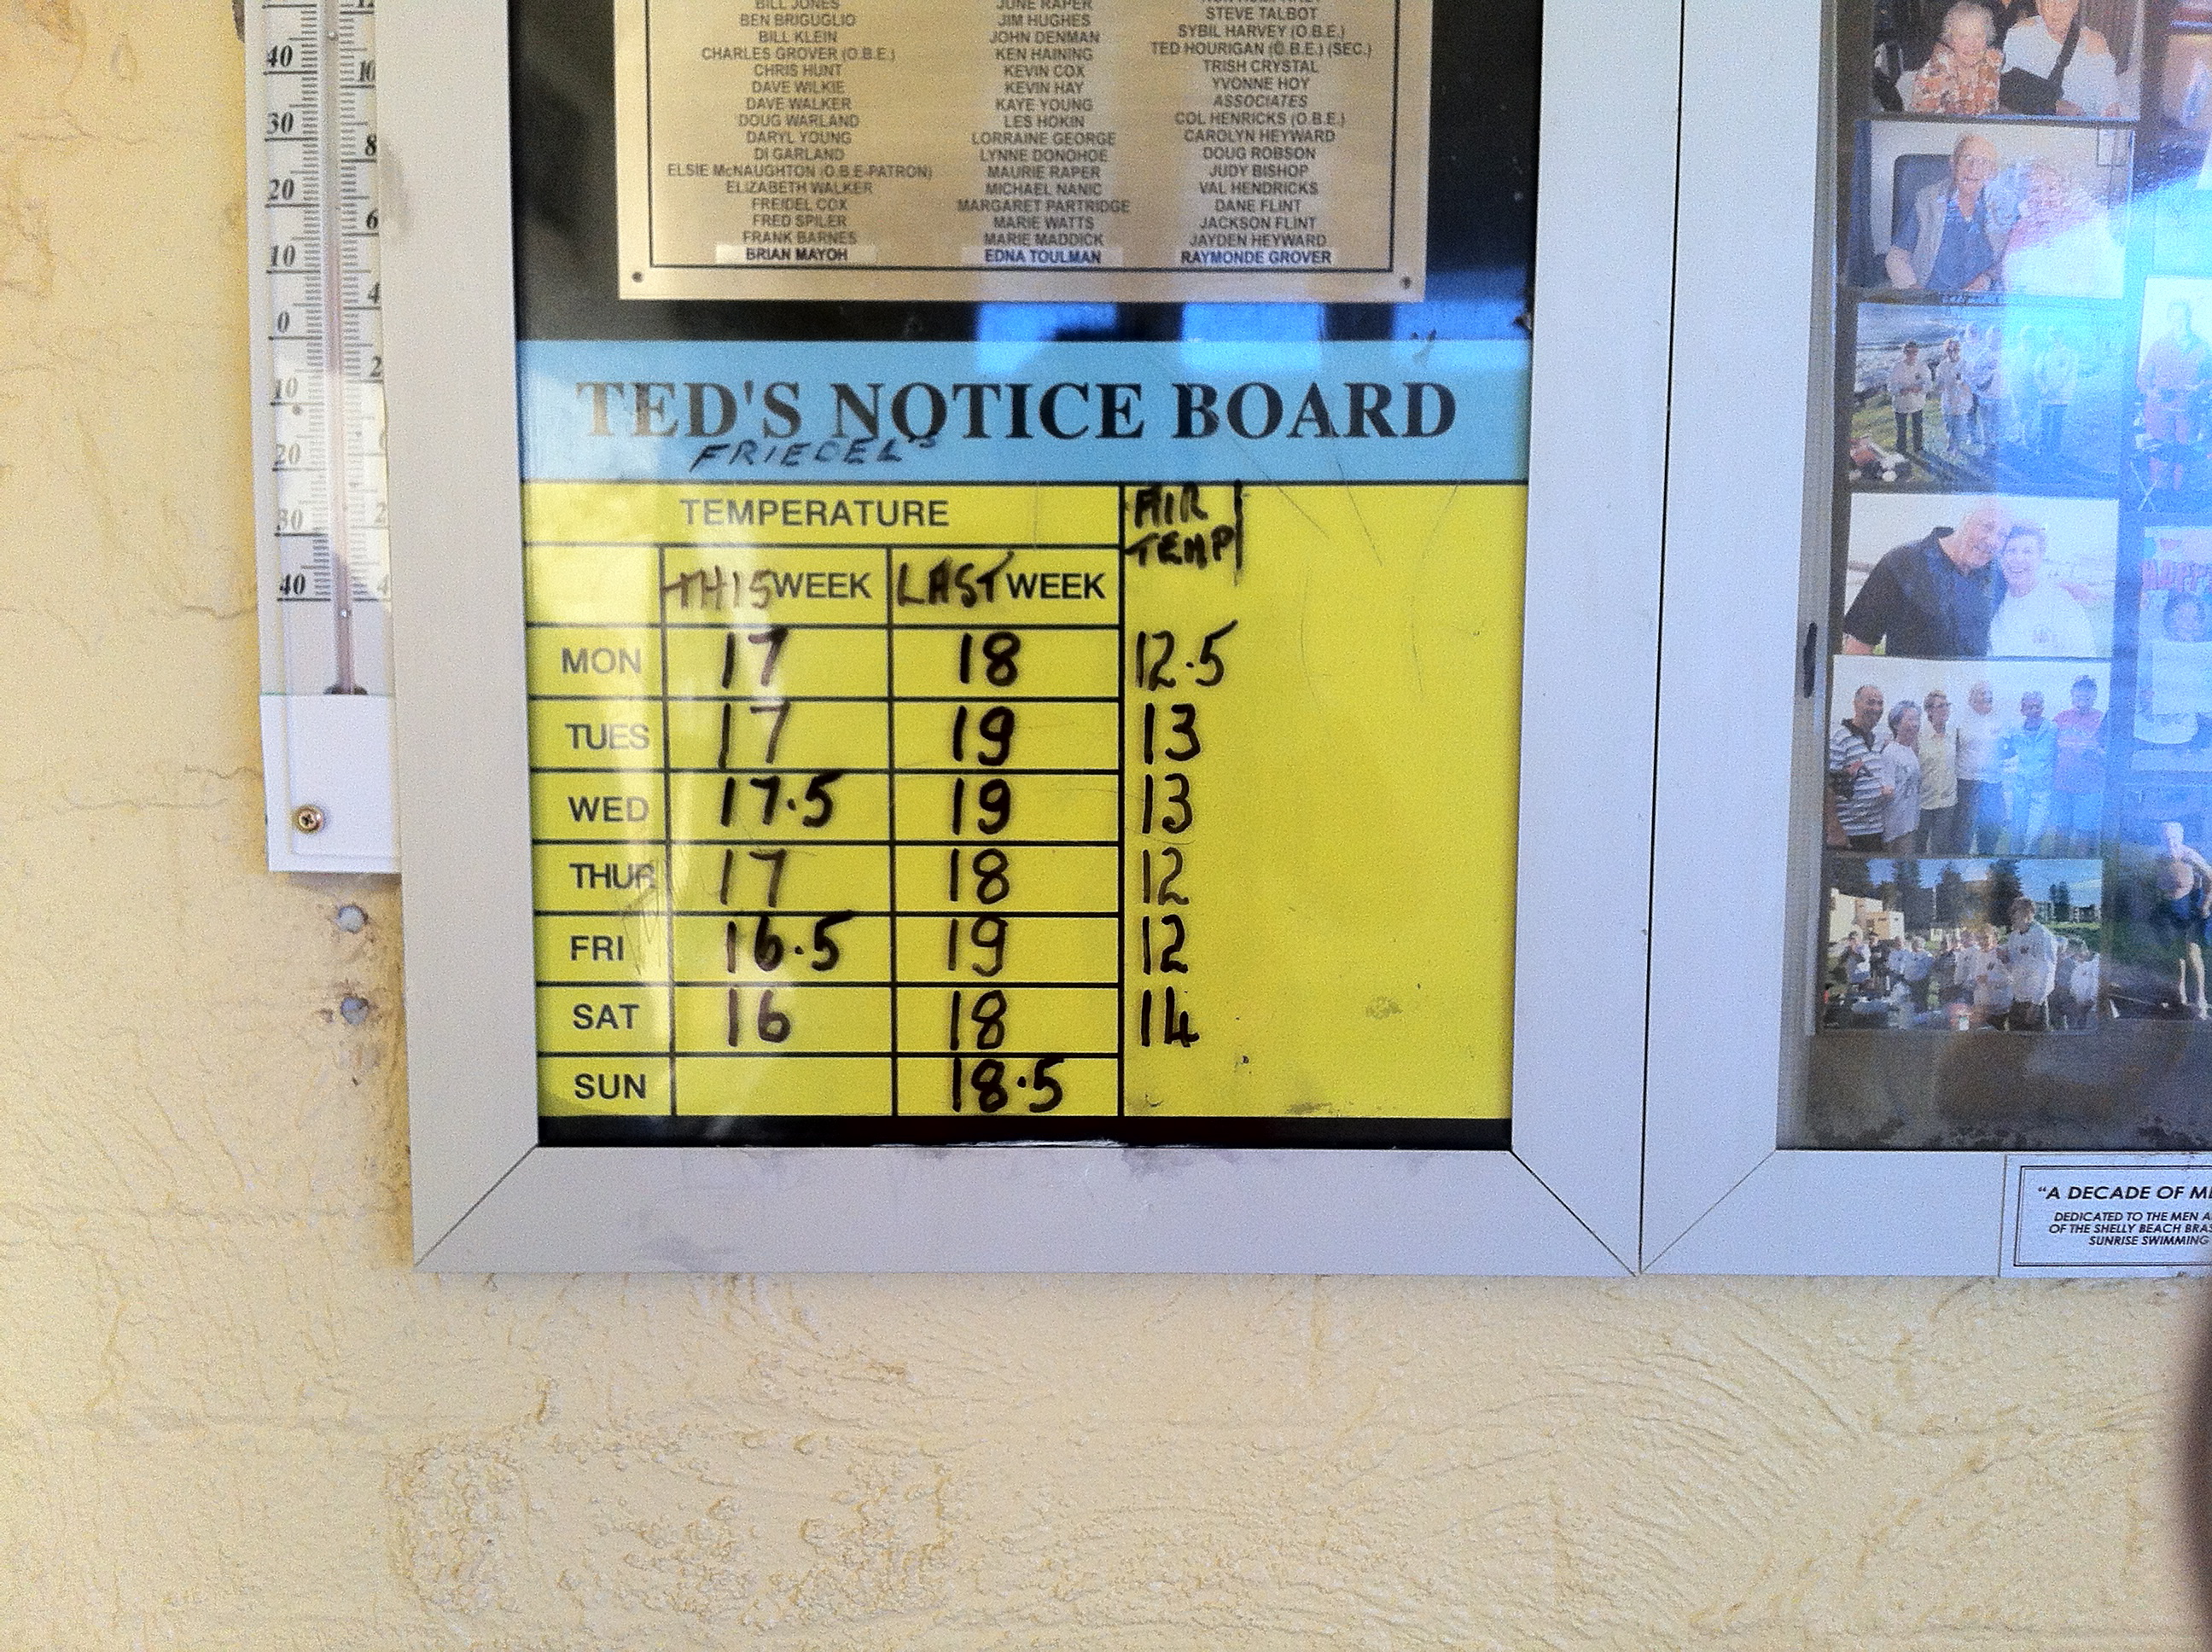 40
30
20
10
0
10
20
30
40
10
8
6
4
2
BILL JONES JUNE RAPER
BEN BRIGUGLIO JIM HUGHES STEVE TALBOT
BILL KLEIN JOHN DENMAN SYBIL HARVEY (O.B.E.)
CHARLES GROVER (O.B.E.) KEN HAINING TED HOURIGAN (O.B.E.) (SEC.)
CHRIS HUNT KEVIN COX TRISH CRYSTAL
DAVE WILKIE KEVIN HAY YVONNE HOY
DAVE WALKER KAYE YOUNG ASSOCIATES
DOUG WARLAND LES HOKIN COL HENRICKS (O.B.E.)
DARYL YOUNG LORRAINE GEORGE CAROLYN HEYWARD
DI GARLAND LYNNE DONOHOE DOUG ROBSON
ELSIE McNAUGHTON (O.B.E-PATRON) MAURIE RAPER JUDY BISHOP
ELIZABETH WALKER MICHAEL NANIC VAL HENDRICKS
FREIDEL COX MARGARET PARTRIDGE DANE FLINT
FRED SPILER MARIE WATTS JACKSON FLINT
FRANK BARNES MARIE MADDICK JAYDEN HEYWARD
BRIAN MAYOH EDNA TOULMAN RAYMONDE GROVER
TED'S NOTICE BOARD
FRIEDEL'S
TEMPERATURE AIR
TEMP
THIS WEEK LAST WEEK
MON 17 18 12.5
TUES 17 19 13
WED 17.5 19 13
THUR 17 18 12
FRI 16.5 19 12
SAT 16 18 14
SUN 18.5
"A DECADE OF
DEDICATED TO THE MEN
OF THE SHELLY BEACH
SUNRISE SWIMMING